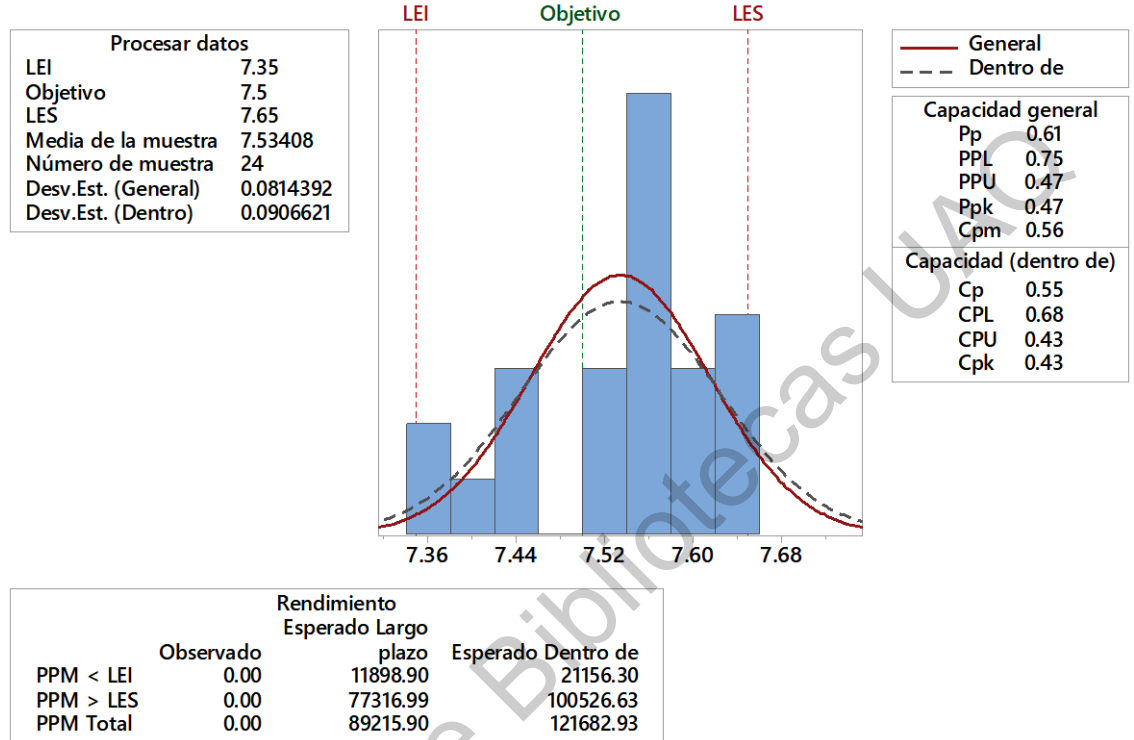 LEI Objetivo LES
Procesar datos
LEI 7.35
Objetivo 7.5
LES 7.65
Media de la muestra 7.53408
Número de muestra 24
Desv.Est. (General) 0.0814392
Desv.Est. (Dentro) 0.0906621
General
Dentro de
Capacidad general
Pp 0.61
PPL 0.75
PPU 0.47
Ppk 0.47
Cpm 0.56
Capacidad (dentro de)
Cp 0.55
CPL 0.68
CPU 0.43
Cpk 0.43
7.36 7.44 7.52 7.60 7.68
Rendimiento
Esperado Largo
Observado plazo Esperado Dentro de
PPM < LEI 0.00 11898.90 21156.30
PPM > LES 0.00 77316.99 100526.63
PPM Total 0.00 89215.90 121682.93
de Bibliotecas UAQ